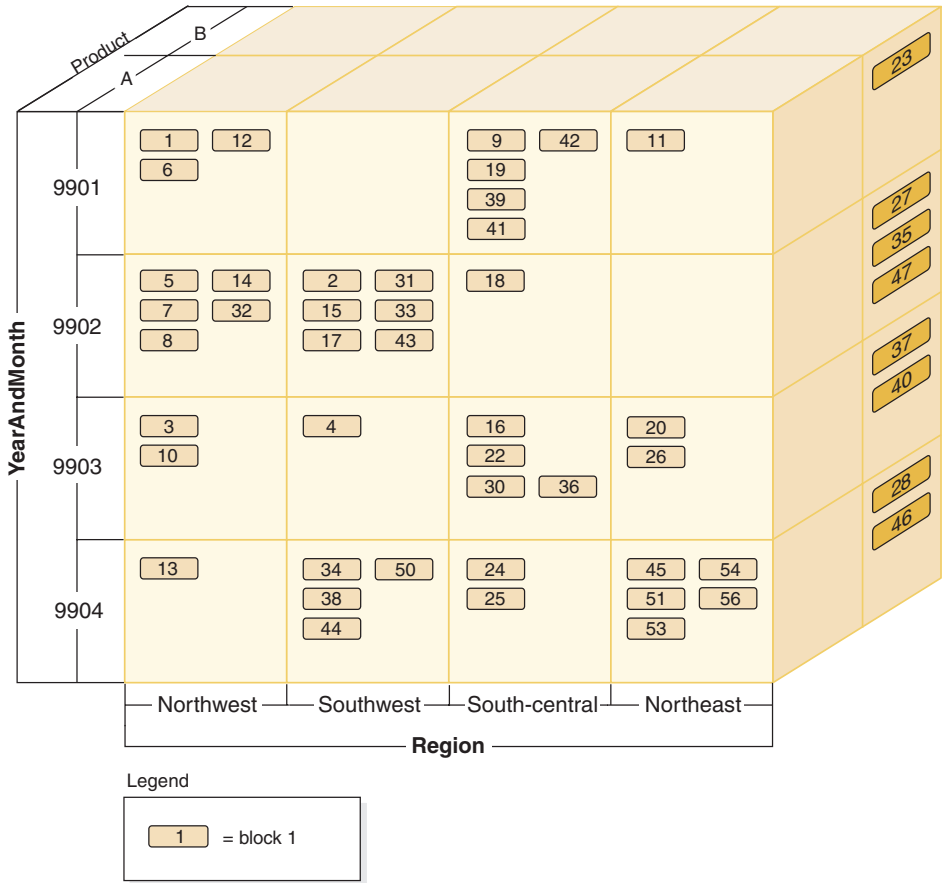 Product A B
23
1 12 9 42 11
6 19
9901 39
41
27
35
47
5 14 2 31 18
7 32 15 33
9902
8 17 43
37
40
YearAndMonth
3 4 16 20
10 22 26
9903
30 36
28
46
13 34 50 24 45 54
38 25 51 56
9904
44 53
Northwest Southwest South-central Northeast
Region
Legend
1 = block 1